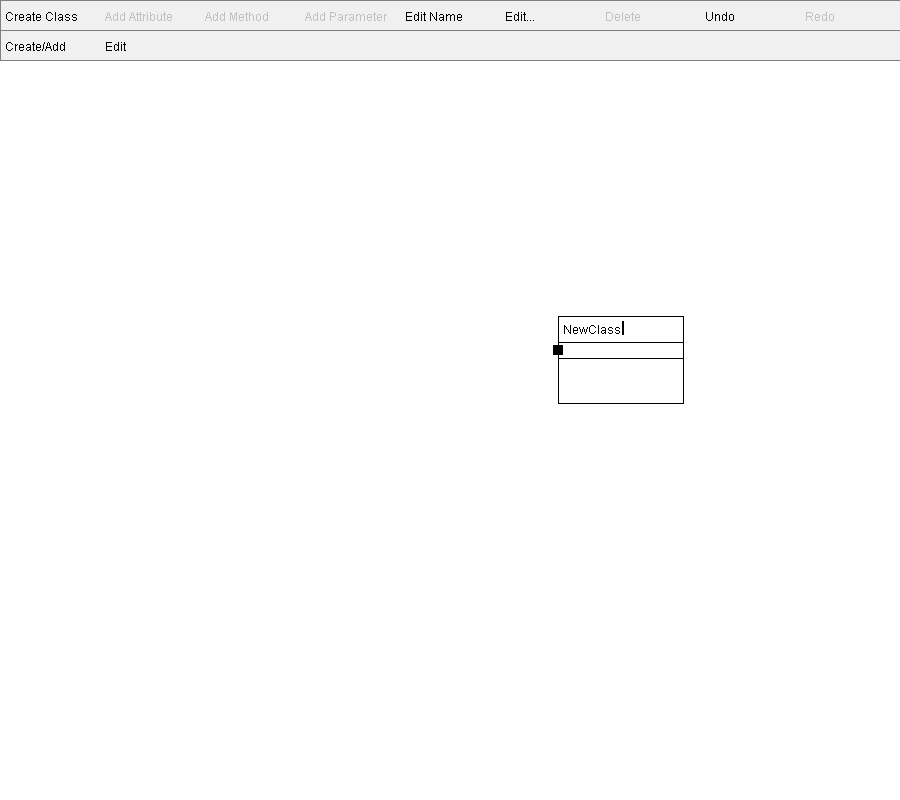 Create Class Add Attribute Add Method Add Parameter Edit Name Edit... Delete Undo Redo
Create/Add Edit
NewClass